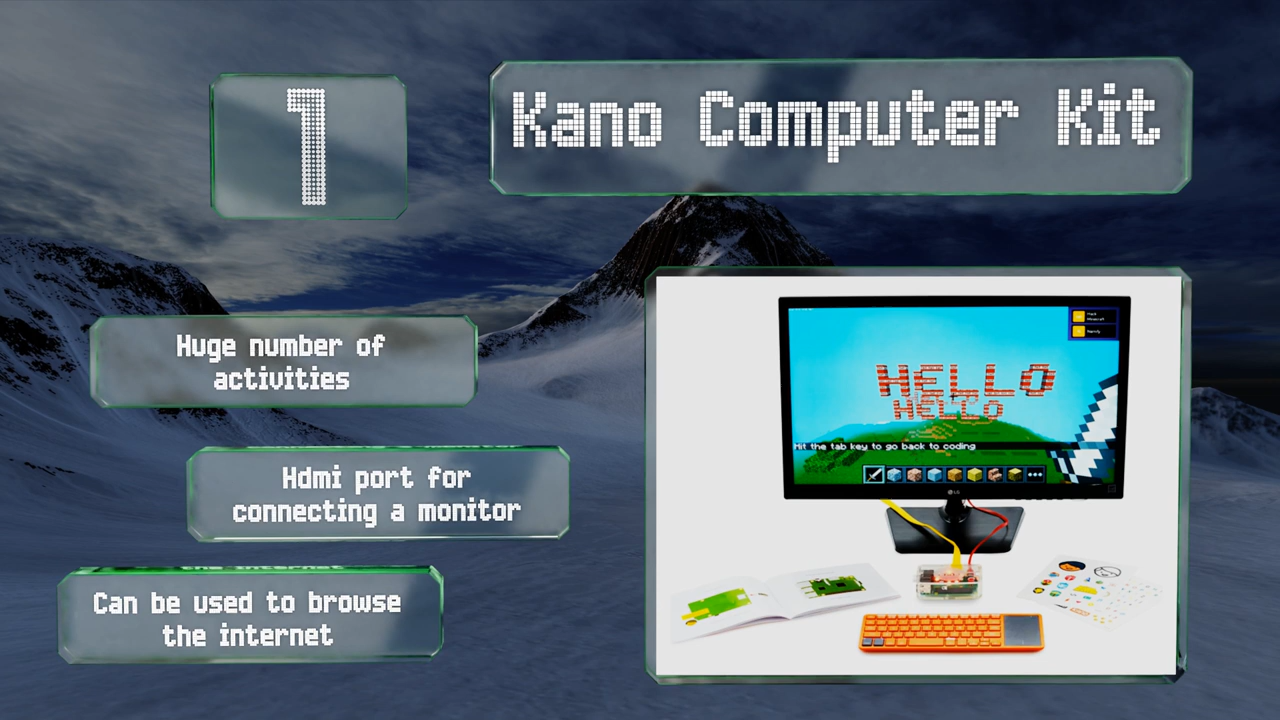 1
Kano Computer Kit
Huge number of
activities
Hdmi port for
connecting a monitor
Can be used to browse
the internet
HELLO
HELLO
Hit the tab key to go back to coding
LG